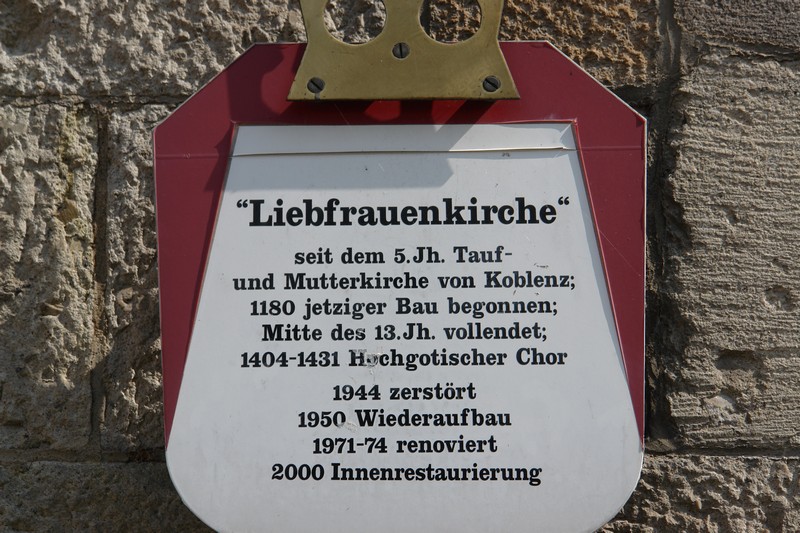 “Liebfrauenkirche“
seit dem 5.Jh. Tauf-
und Mutterkirche von Koblenz;
1180 jetziger Bau begonnen;
Mitte des 13.Jh. vollendet;
1404-1431 Hochgotischer Chor
1944 zerstört
1950 Wiederaufbau
1971-74 renoviert
2000 Innenrestaurierung